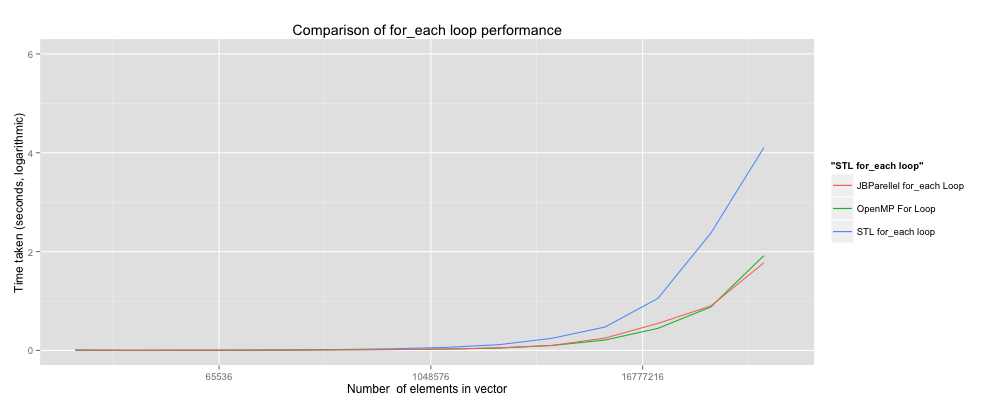 Comparison of for_each loop performance
Time taken (seconds, logarithmic)
6
4
2
0
65536
1048576
16777216
Number of elements in vector
"STL for_each loop"
JBParellel for_each Loop
OpenMP For Loop
STL for_each loop